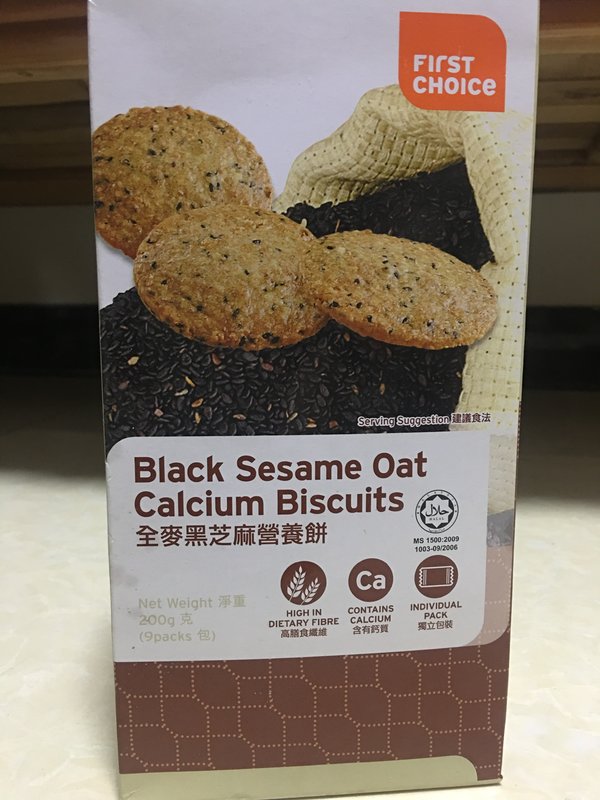 FIrST
CHOICe
Serving Suggestion 建議食法
Black Sesame Oat
Calcium Biscuits
全麥黑芝麻營養餅
حلال
HALAL
MS 1500:2009
1003-09/2006
Net Weight 淨重
200g 克
(9packs 包)
HIGH IN
DIETARY FIBRE
高膳食纖維
Ca
CONTAINS
CALCIUM
含有鈣質
INDIVIDUAL
PACK
獨立包裝